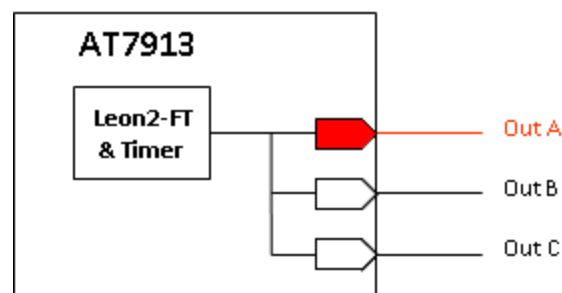 AT7913
Leon2-FT
& Timer
Out A
Out B
Out C